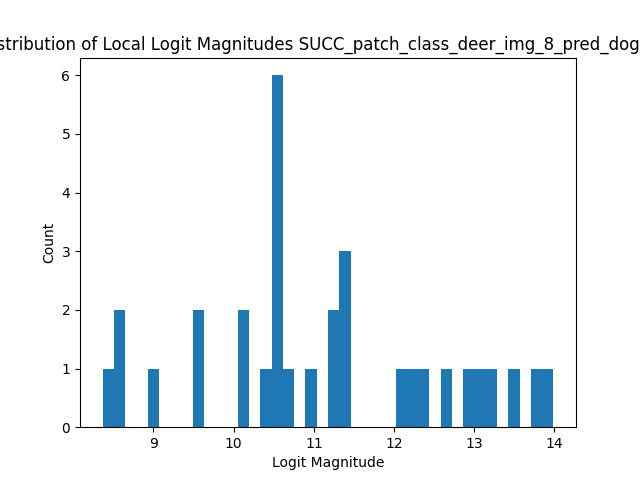 stribution of Local Logit Magnitudes SUCC_patch_class_deer_img_8_pred_dog
6
5
4
3
2
1
0
Count
9 10 11 12 13 14
Logit Magnitude